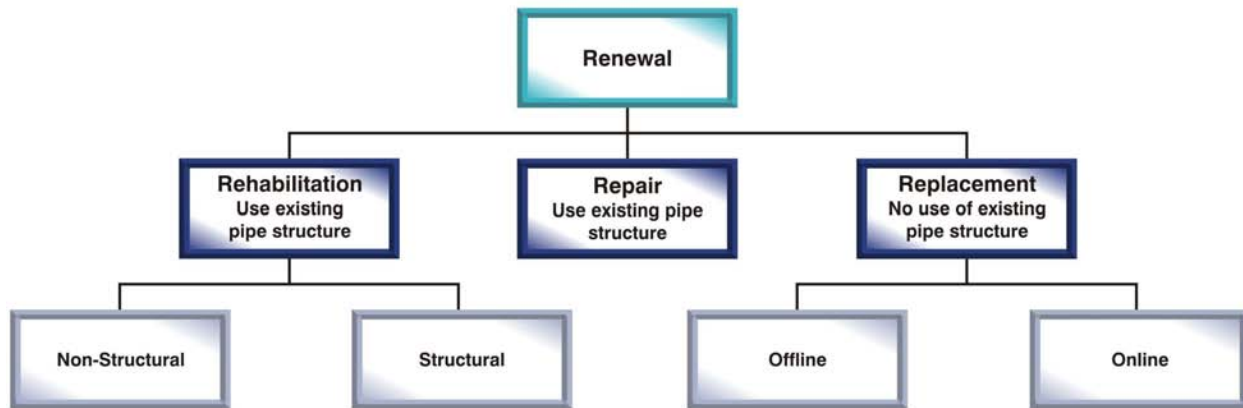 Renewal
Rehabilitation
Use existing
pipe structure
Repair
Use existing pipe
structure
Replacement
No use of existing
pipe structure
Non-Structural
Structural
Offline
Online